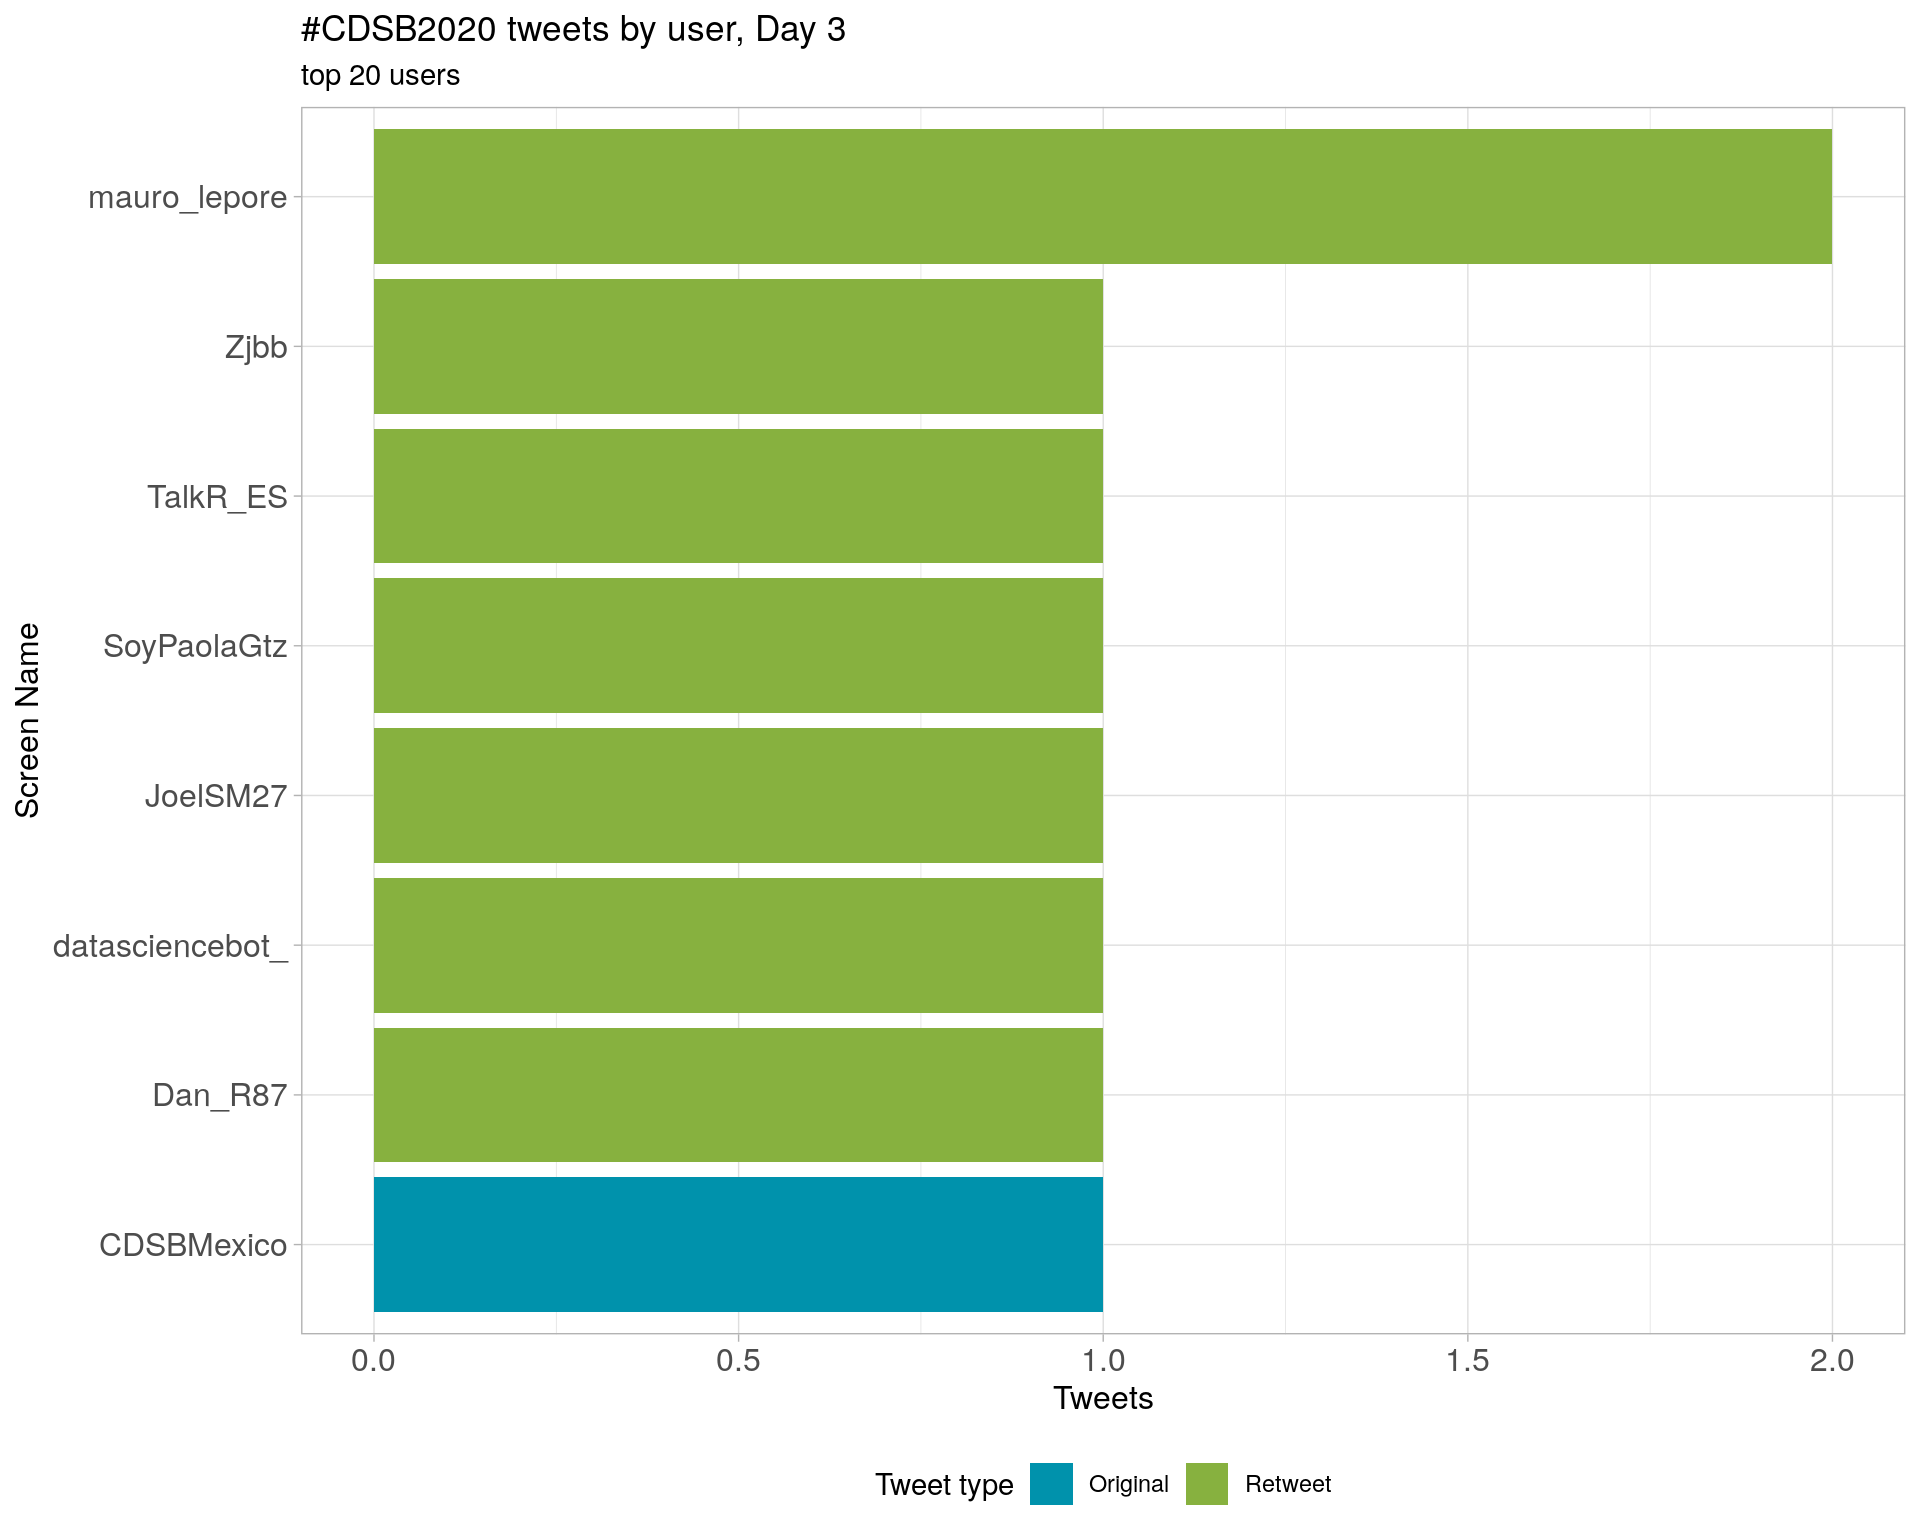 #CDSB2020 tweets by user, Day 3
top 20 users
Screen Name
mauro_lepore
Zjbb
TalkR_ES
SoyPaolaGtz
JoelSM27
datasciencebot_
Dan_R87
CDSBMexico
0.0 0.5 1.0 1.5 2.0
Tweets
Tweet type Original Retweet